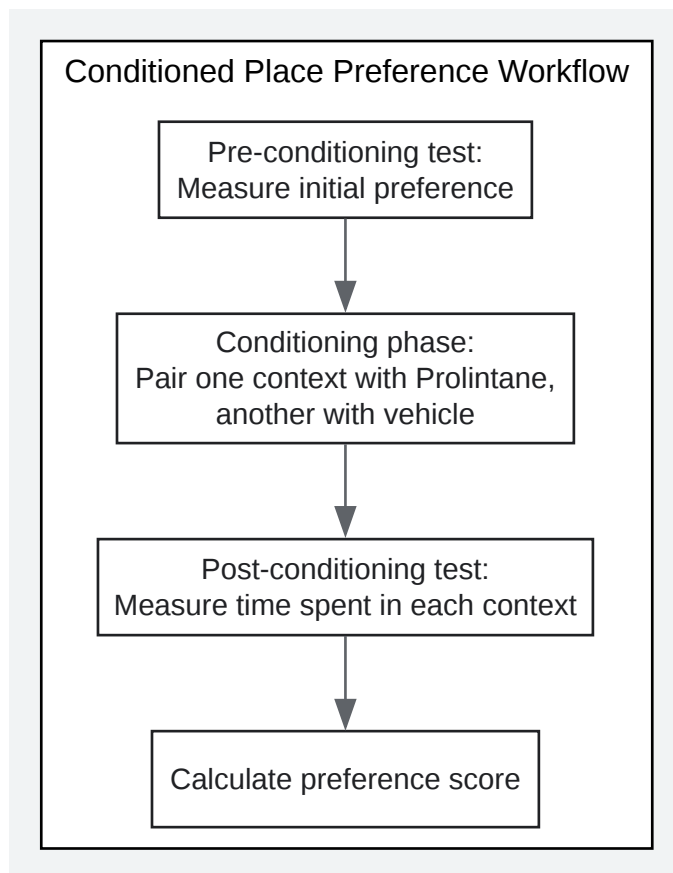 Conditioned Place Preference Workflow
Pre-conditioning test:
Measure initial preference
Conditioning phase:
Pair one context with Prolintane,
another with vehicle
Post-conditioning test:
Measure time spent in each context
Calculate preference score